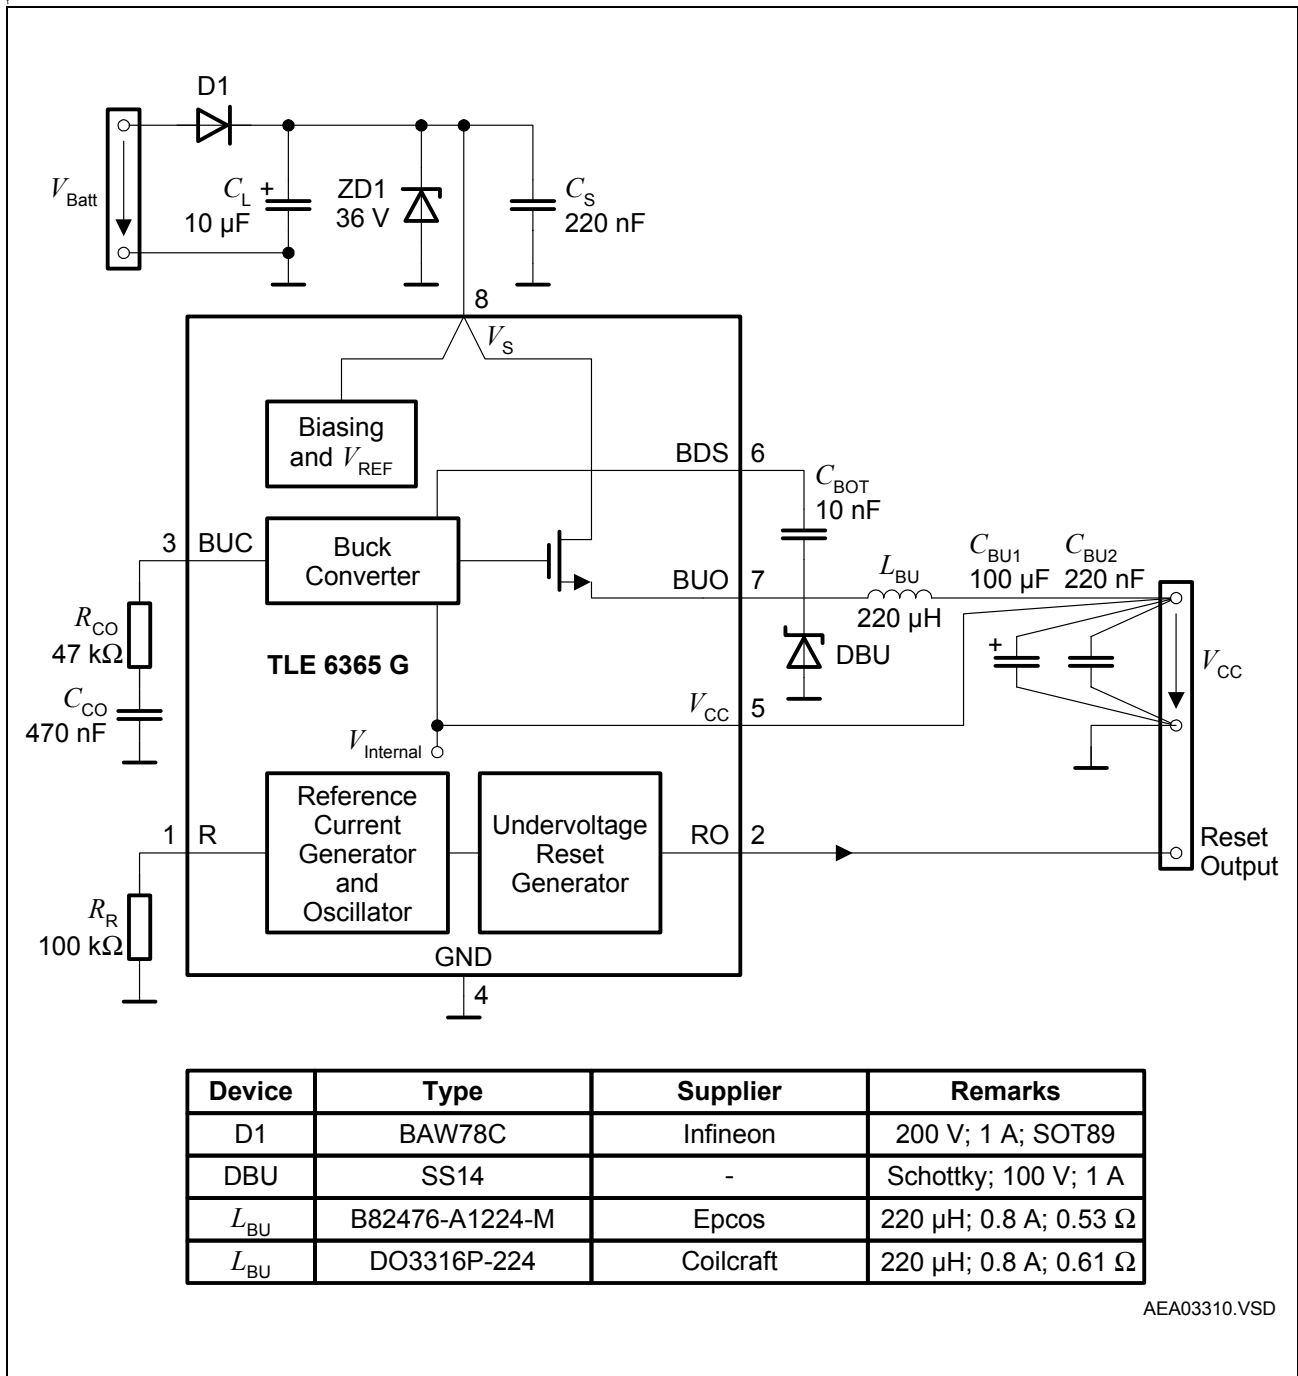 D1
V_Batt
C_L +
10 µF
ZD1
36 V
C_S
220 nF
8
V_S
Biasing
and V_REF
BDS 6
C_BOT
10 nF
3 BUC
Buck
Converter
BUO 7
L_BU
220 µH
C_BU1
100 µF
C_BU2
220 nF
R_CO
47 kΩ
TLE 6365 G
DBU
+
V_CC
C_CO
470 nF
V_CC 5
V_Internal
Reference
Current
Generator
and
Oscillator
Undervoltage
Reset
Generator
1 R
RO 2
Reset
Output
R_R
100 kΩ
GND
4
Device Type Supplier Remarks
D1 BAW78C Infineon 200 V; 1 A; SOT89
DBU SS14 - Schottky; 100 V; 1 A
L_BU B82476-A1224-M Epcos 220 µH; 0.8 A; 0.53 Ω
L_BU DO3316P-224 Coilcraft 220 µH; 0.8 A; 0.61 Ω
AEA03310.VSD